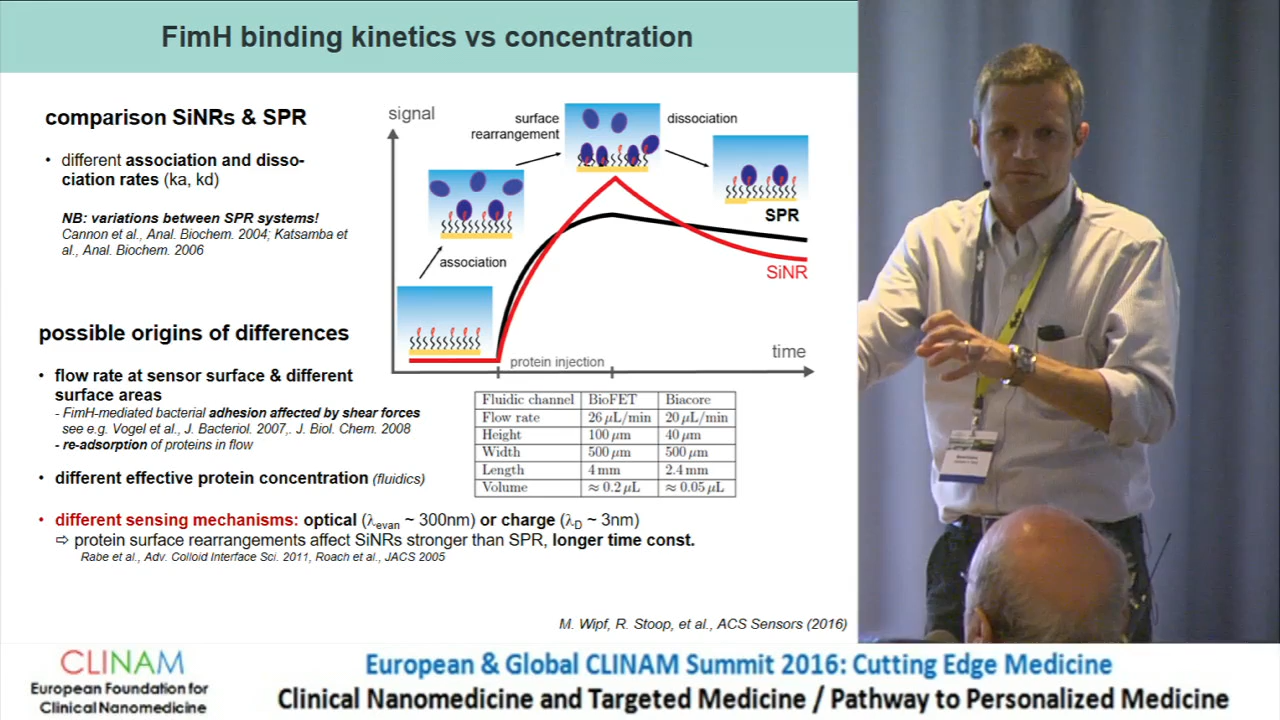 FimH binding kinetics vs concentration
comparison SiNRs & SPR
• different association and disso-
ciation rates (ka, kd)
NB: variations between SPR systems!
Cannon et al., Anal. Biochem. 2004; Katsamba et
al., Anal. Biochem. 2006
possible origins of differences
• flow rate at sensor surface & different
surface areas
- FimH-mediated bacterial adhesion affected by shear forces
see e.g. Vogel et al., J. Bacteriol. 2007,. J. Biol. Chem. 2008
- re-adsorption of proteins in flow
• different effective protein concentration (fluidics)
• different sensing mechanisms: optical (λevan ~ 300nm) or charge (λD ~ 3nm)
⇨ protein surface rearrangements affect SiNRs stronger than SPR, longer time const.
Rabe et al., Adv. Colloid Interface Sci. 2011, Roach et al., JACS 2005
signal
surface
rearrangement
dissociation
association
SPR
SiNR
time
protein injection
Fluidic channel BioFET Biacore
Flow rate 26 μL/min 20 μL/min
Height 100 μm 40 μm
Width 500 μm 500 μm
Length 4 mm 2.4 mm
Volume ≈ 0.2 μL ≈ 0.05 μL
M. Wipf, R. Stoop, et al., ACS Sensors (2016)
CLINAM
European Foundation for
Clinical Nanomedicine
European & Global CLINAM Summit 2016: Cutting Edge Medicine
Clinical Nanomedicine and Targeted Medicine / Pathway to Personalized Medicine